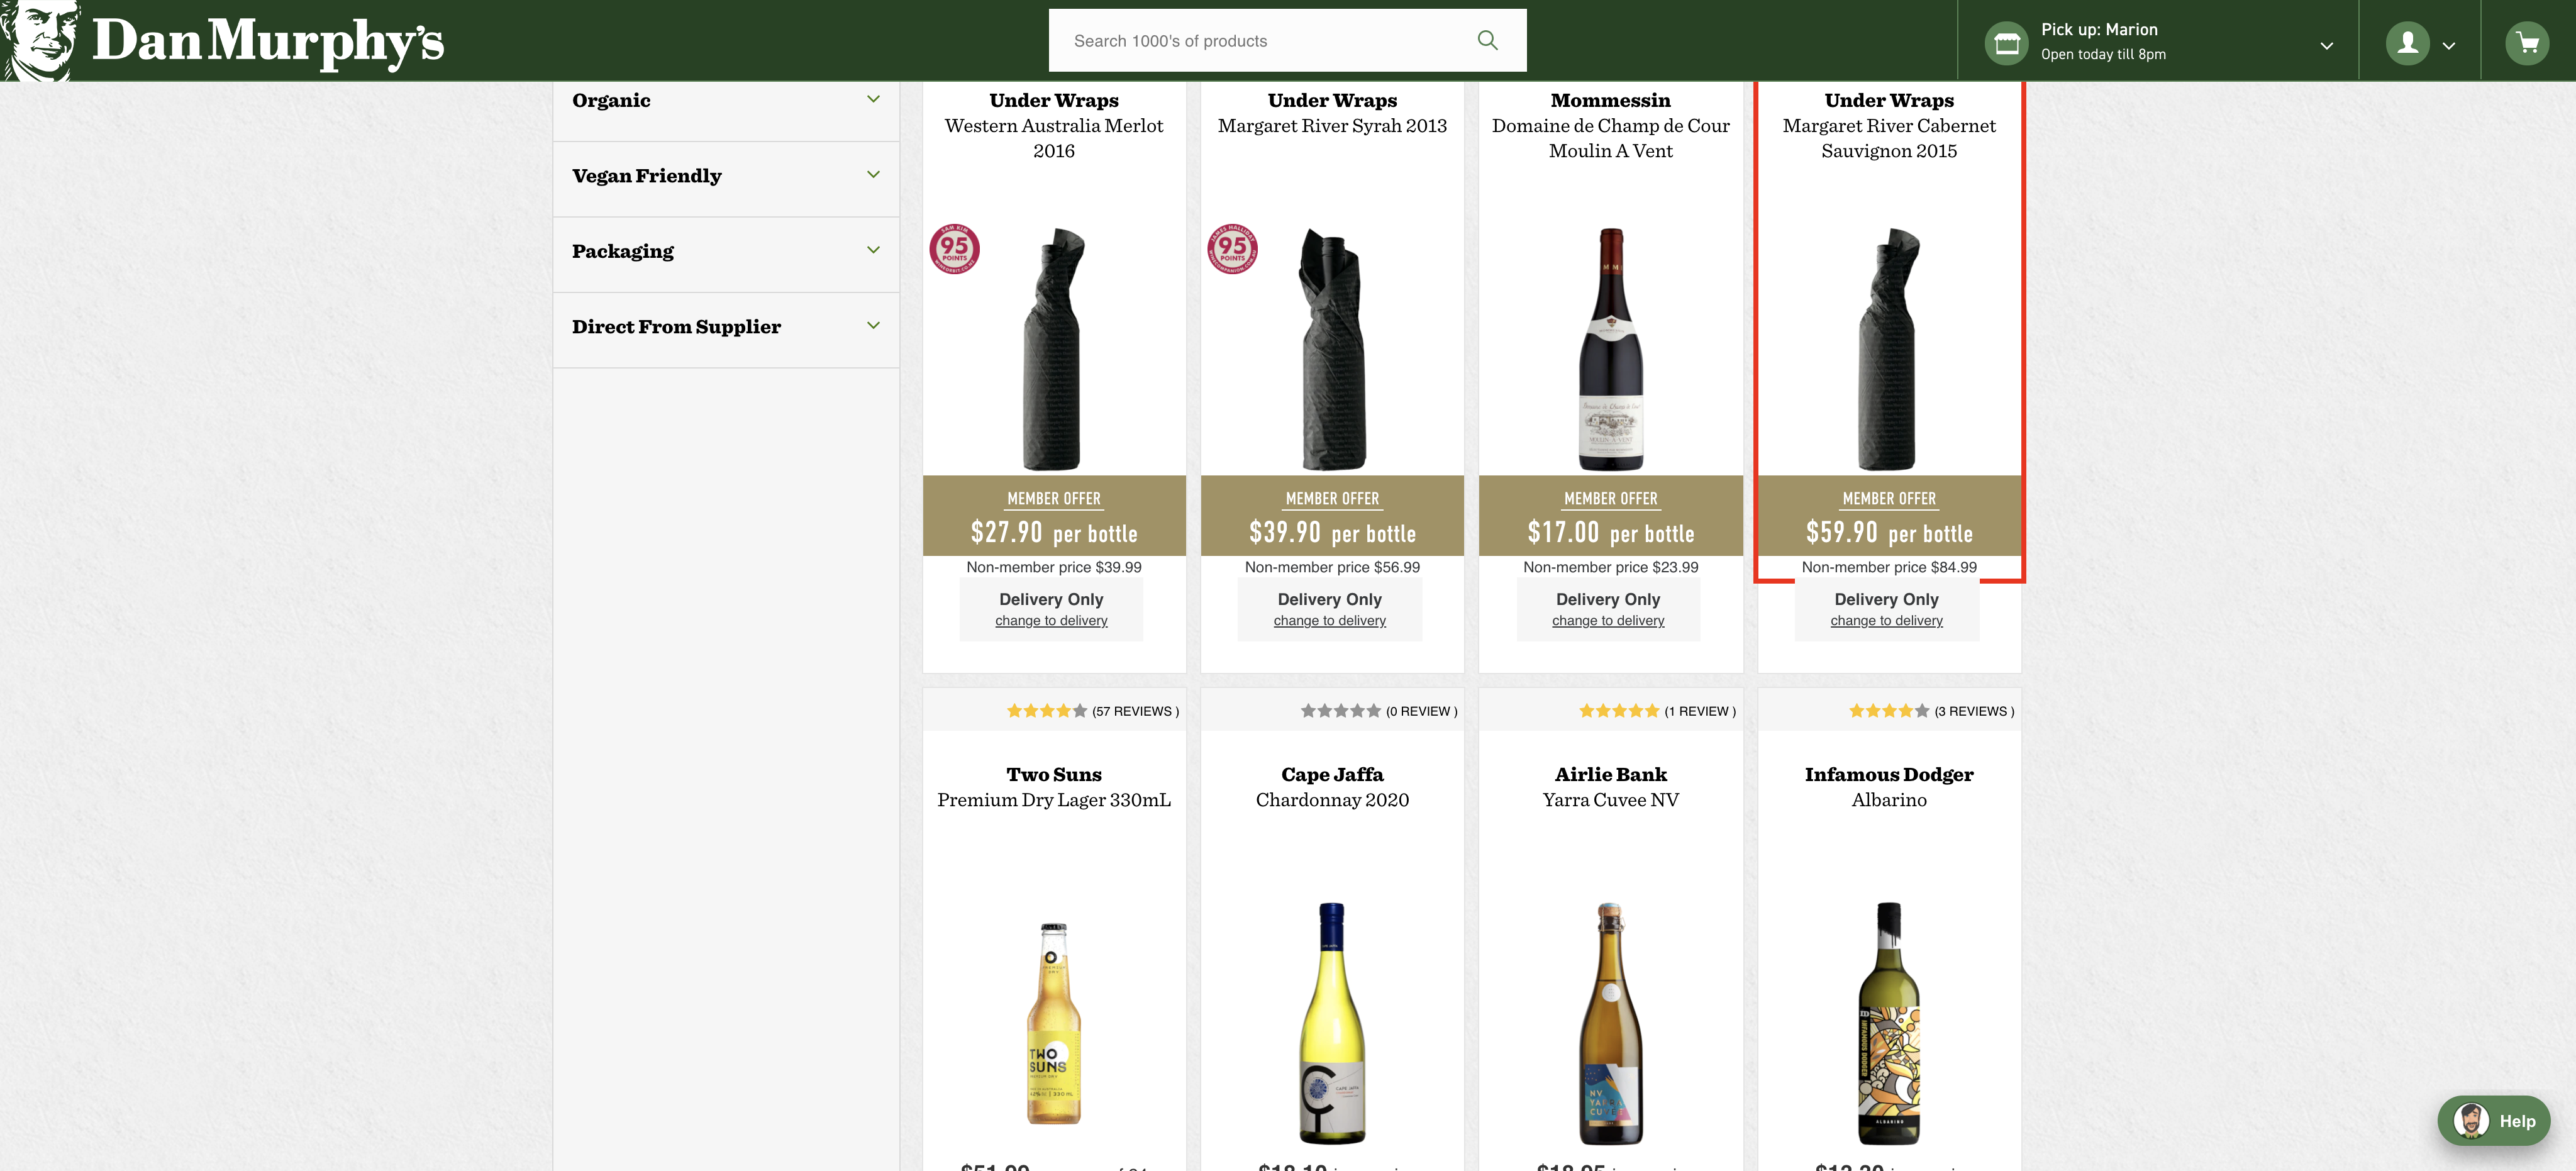 Dan Murphy's
Search 1000's of products
Pick up: Marion
Open today till 8pm
Organic
Vegan Friendly
Packaging
Direct From Supplier
Under Wraps
Western Australia Merlot
2016
95
POINTS
MEMBER OFFER
$27.90 per bottle
Non-member price $39.99
Delivery Only
change to delivery
Under Wraps
Margaret River Syrah 2013
JAMES HALLIDAY
95
POINTS
MEMBER OFFER
$39.90 per bottle
Non-member price $56.99
Delivery Only
change to delivery
Mommessin
Domaine de Champ de Cour
Moulin A Vent
MEMBER OFFER
$17.00 per bottle
Non-member price $23.99
Delivery Only
change to delivery
Under Wraps
Margaret River Cabernet
Sauvignon 2015
MEMBER OFFER
$59.90 per bottle
Non-member price $84.99
Delivery Only
change to delivery
(57 REVIEWS )
Two Suns
Premium Dry Lager 330mL
TWO
SUNS
(0 REVIEW )
Cape Jaffa
Chardonnay 2020
CAPE JAFFA
(1 REVIEW )
Airlie Bank
Yarra Cuvee NV
NV
YARRA
CUVEE
(3 REVIEWS )
Infamous Dodger
Albarino
INFAMOUS DODGER
ALBARINO
Help